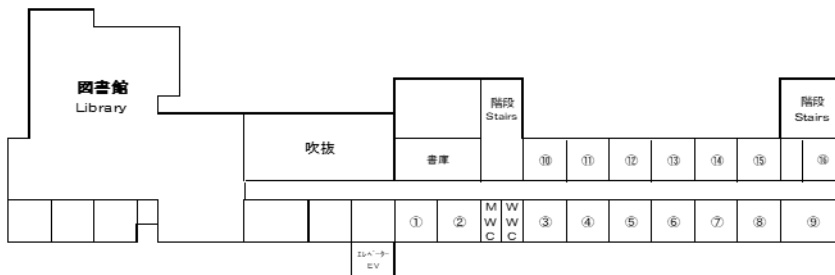 図書館
Library
階段
Stairs
階段
Stairs
吹抜
書庫
⑩
⑪
⑫
⑬
⑭
⑮
⑯
①
②
M
W
C
W
W
C
③
④
⑤
⑥
⑦
⑧
⑨
エレベーター
EV